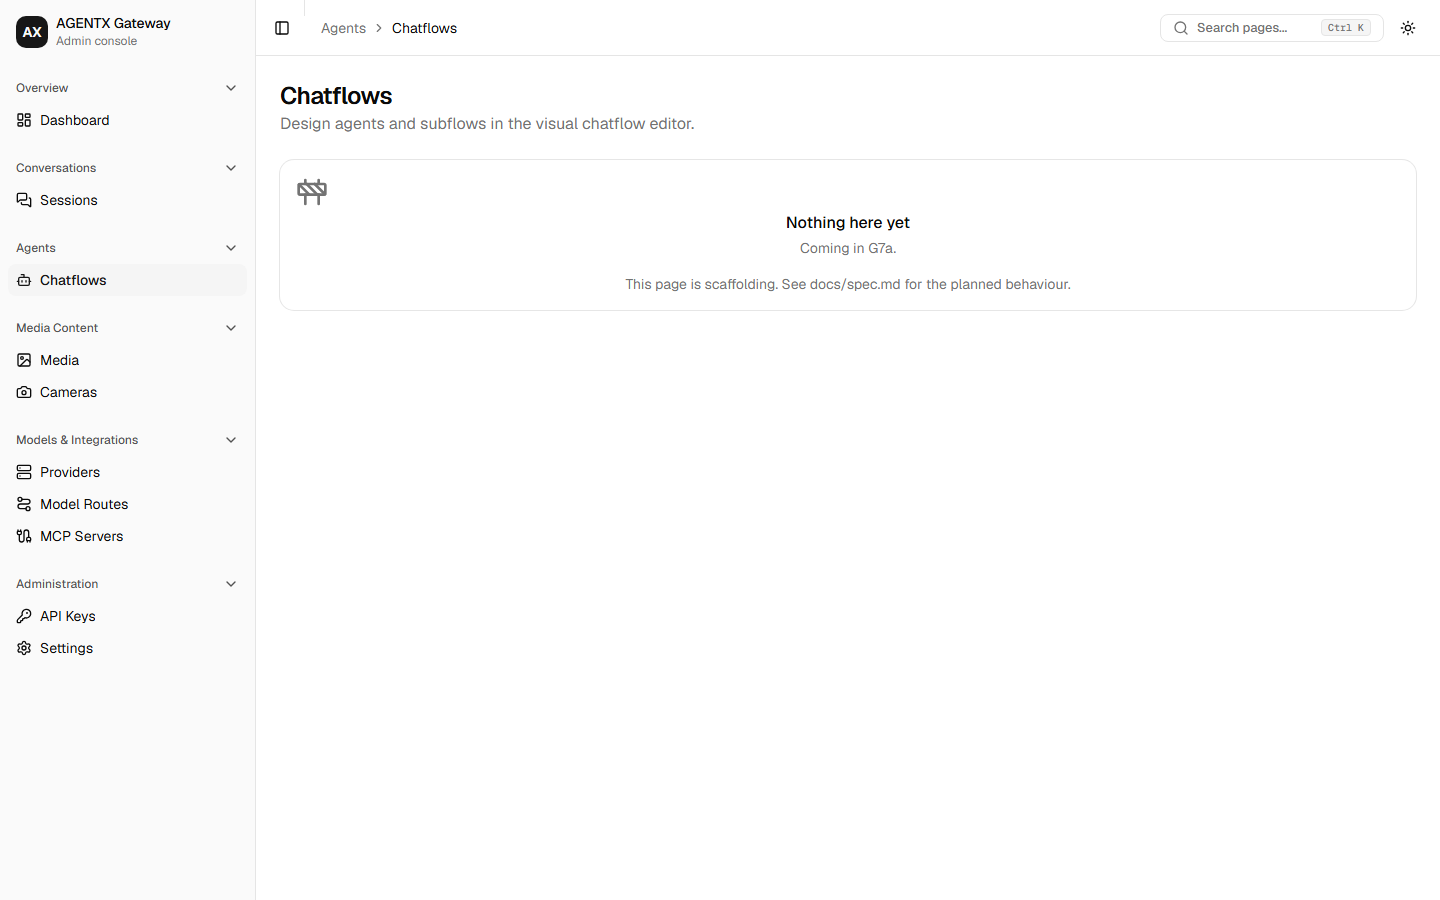 AX
AGENTX Gateway
Admin console
Overview
Dashboard
Conversations
Sessions
Agents
Chatflows
Media Content
Media
Cameras
Models & Integrations
Providers
Model Routes
MCP Servers
Administration
API Keys
Settings
Agents > Chatflows
Search pages... Ctrl K
Chatflows
Design agents and subflows in the visual chatflow editor.
Nothing here yet
Coming in G7a.
This page is scaffolding. See docs/spec.md for the planned behaviour.